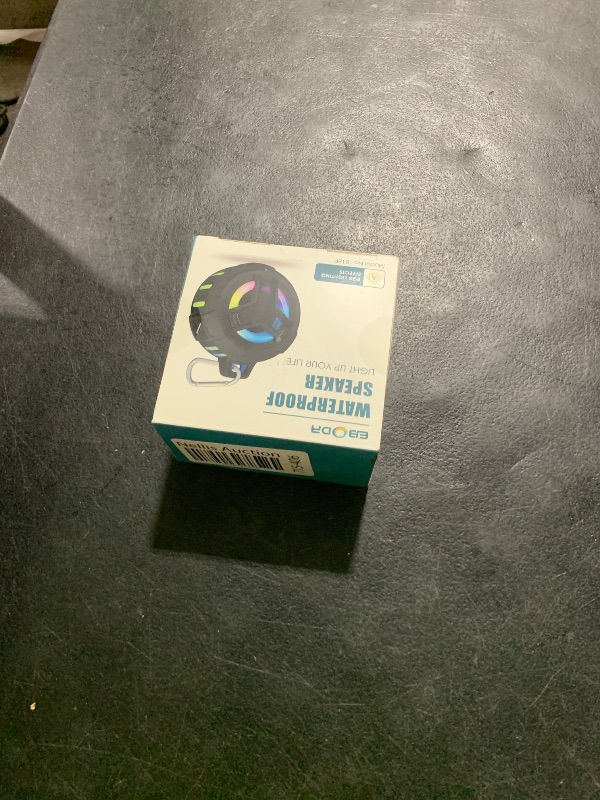 EBODA
WATERPROOF
SPEAKER
LIGHT UP YOUR LIFE
RGB LIGHTING
EFFECTS
Nellis Auction